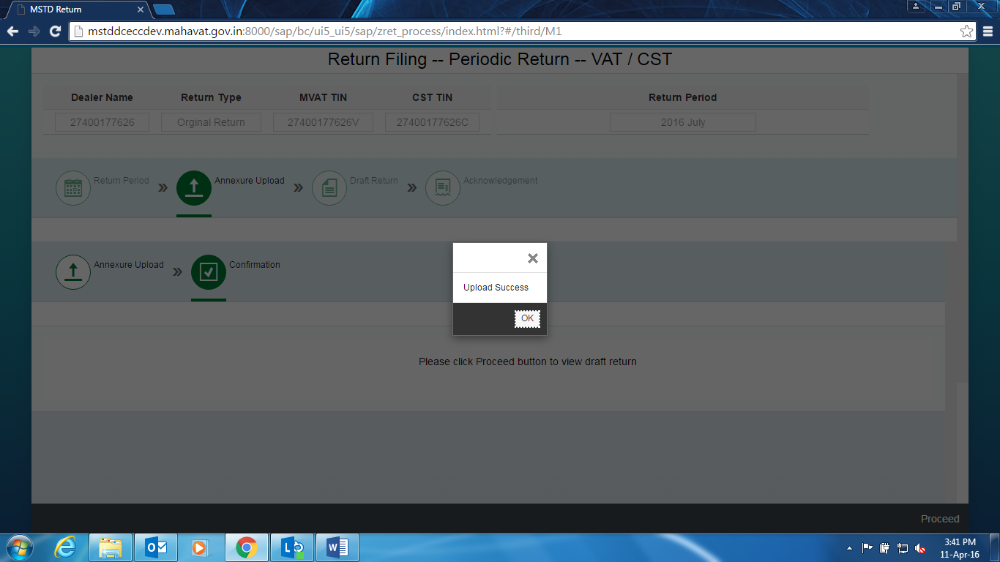 MSTD Return
mstddceccdev.mahavat.gov.in:8000/sap/bc/ui5_ui5/sap/zret_process/index.html?#/third/M1
Return Filing -- Periodic Return -- VAT / CST
Dealer Name Return Type MVAT TIN CST TIN Return Period
27400177626 Orginal Return 27400177626V 27400177626C 2016 July
Return Period » Annexure Upload » Draft Return » Acknowledgement
Annexure Upload » Confirmation
Upload Success
OK
Please click Proceed button to view draft return
Proceed
3:41 PM
11-Apr-16